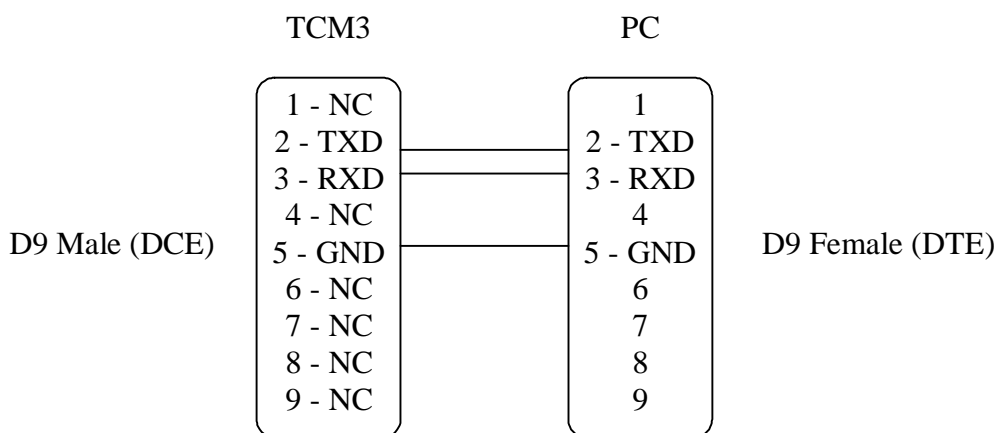 TCM3 PC
1 - NC 1
2 - TXD 2 - TXD
3 - RXD 3 - RXD
4 - NC 4
D9 Male (DCE) 5 - GND 5 - GND D9 Female (DTE)
6 - NC 6
7 - NC 7
8 - NC 8
9 - NC 9